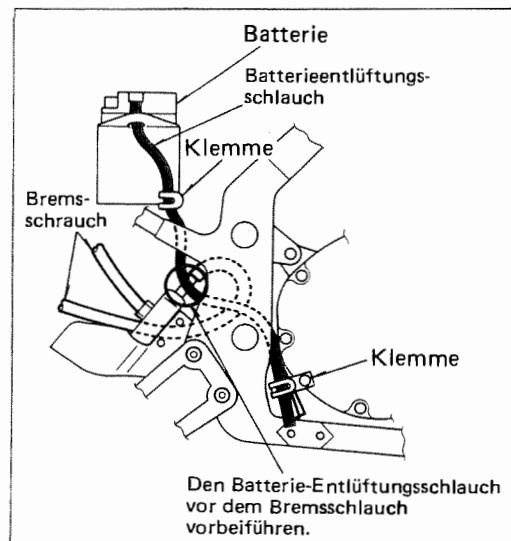 Batterie
Batterieentlüftungs-
schlauch
Klemme
Brems-
schrauch
Klemme
Den Batterie-Entlüftungsschlauch
vor dem Bremsschlauch
vorbeiführen.